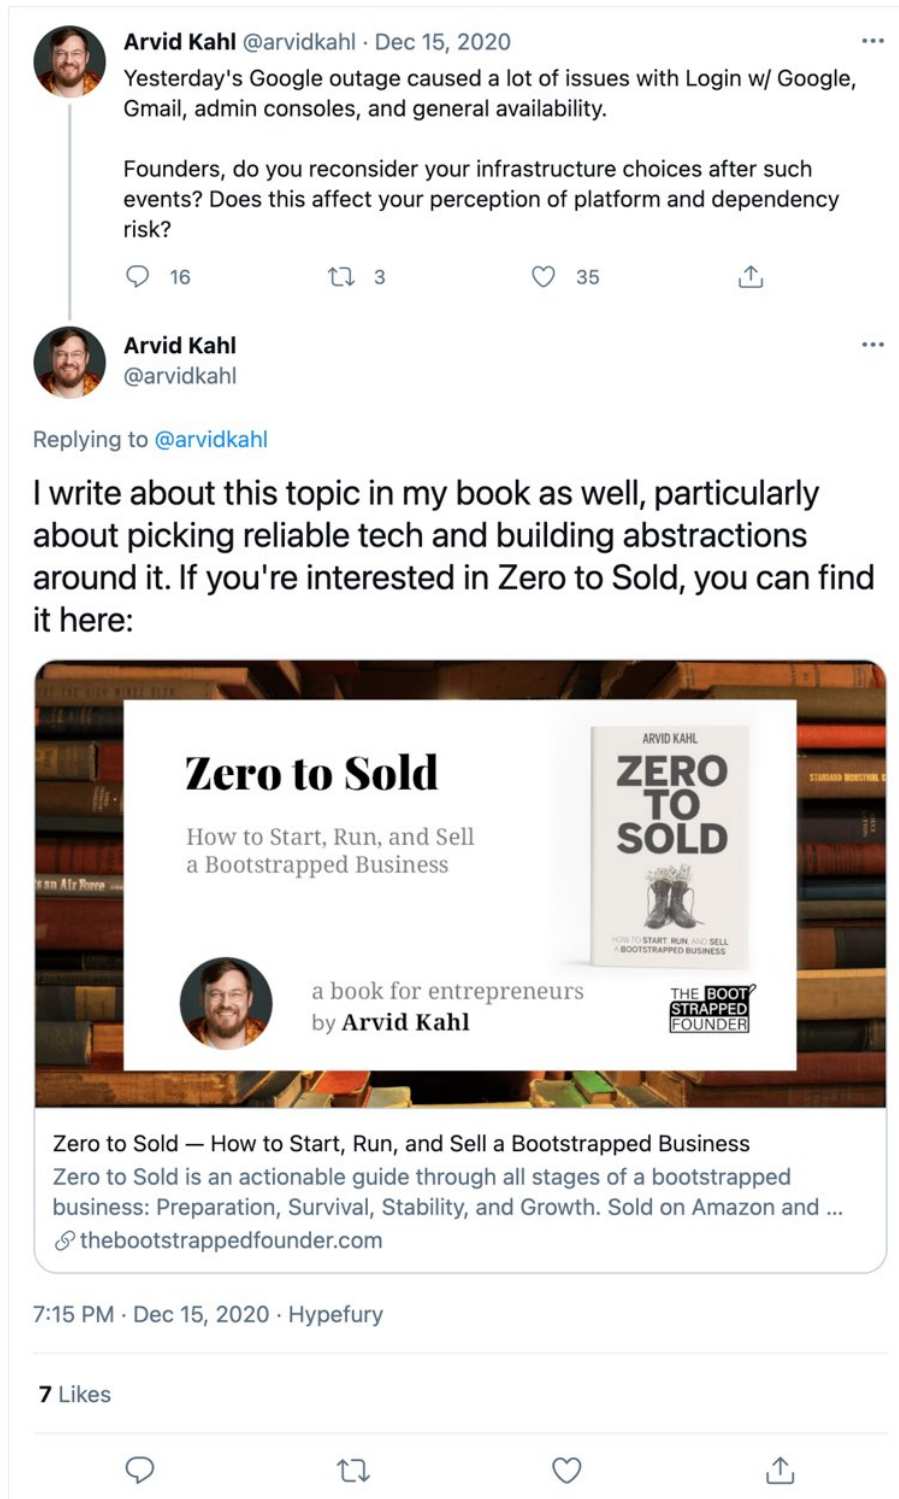 Arvid Kahl @arvidkahl · Dec 15, 2020
Yesterday's Google outage caused a lot of issues with Login w/ Google,
Gmail, admin consoles, and general availability.
Founders, do you reconsider your infrastructure choices after such
events? Does this affect your perception of platform and dependency
risk?
16 3 35
Arvid Kahl
@arvidkahl
Replying to @arvidkahl
I write about this topic in my book as well, particularly
about picking reliable tech and building abstractions
around it. If you're interested in Zero to Sold, you can find
it here:
Zero to Sold
How to Start, Run, and Sell
a Bootstrapped Business
a book for entrepreneurs
by Arvid Kahl
ARVID KAHL
ZERO
TO
SOLD
HOW TO START, RUN, AND SELL
A BOOTSTRAPPED BUSINESS
THE BOOT
STRAPPED
FOUNDER
s an Air Force
STANDARD INDUSTRIAL
Zero to Sold — How to Start, Run, and Sell a Bootstrapped Business
Zero to Sold is an actionable guide through all stages of a bootstrapped
business: Preparation, Survival, Stability, and Growth. Sold on Amazon and ...
thebootstrappedfounder.com
7:15 PM · Dec 15, 2020 · Hypefury
7 Likes